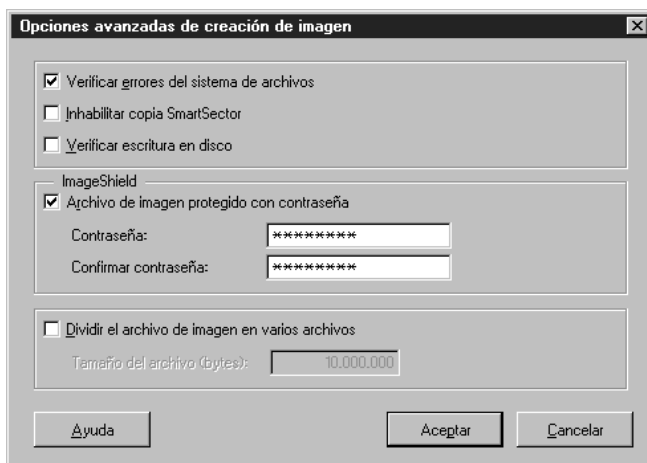 Opciones avanzadas de creación de imagen
Verificar errores del sistema de archivos
Inhabilitar copia SmartSector
Verificar escritura en disco
ImageShield
Archivo de imagen protegido con contraseña
Contraseña: ********
Confirmar contraseña: ********
Dividir el archivo de imagen en varios archivos
Tamaño del archivo (bytes): 10.000.000
Ayuda Aceptar Cancelar